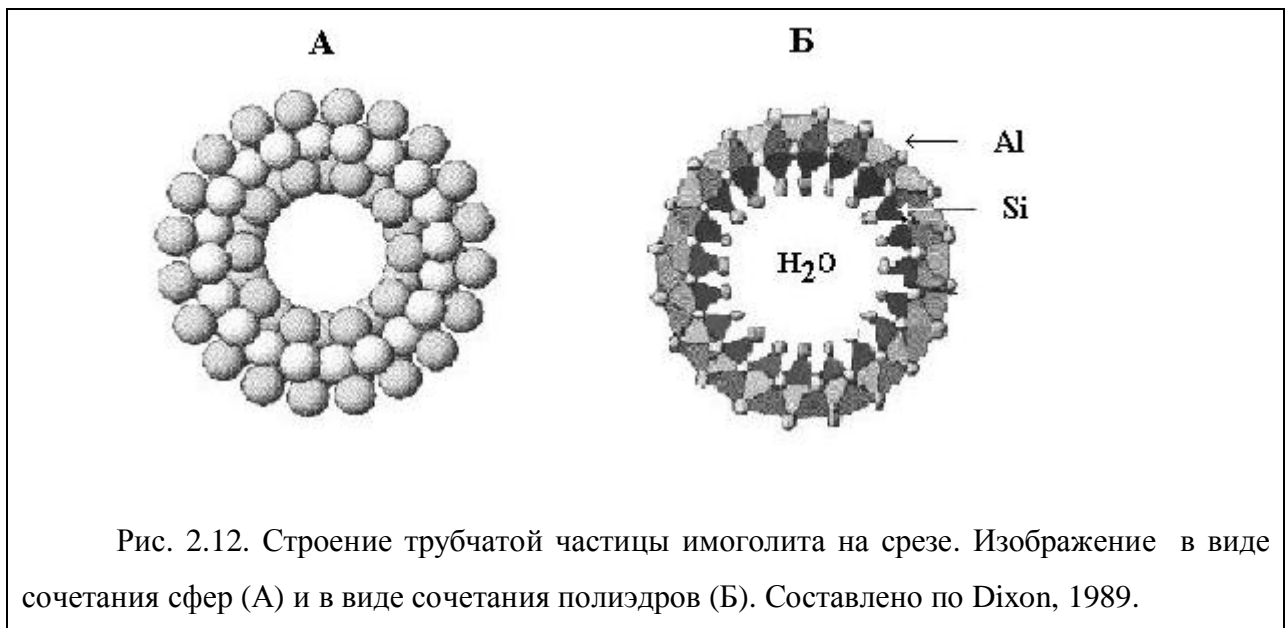 А
Б
Al
Si
H2O
Рис. 2.12. Строение трубчатой частицы имоголита на срезе. Изображение в виде
сочетания сфер (А) и в виде сочетания полиэдров (Б). Составлено по Dixon, 1989.